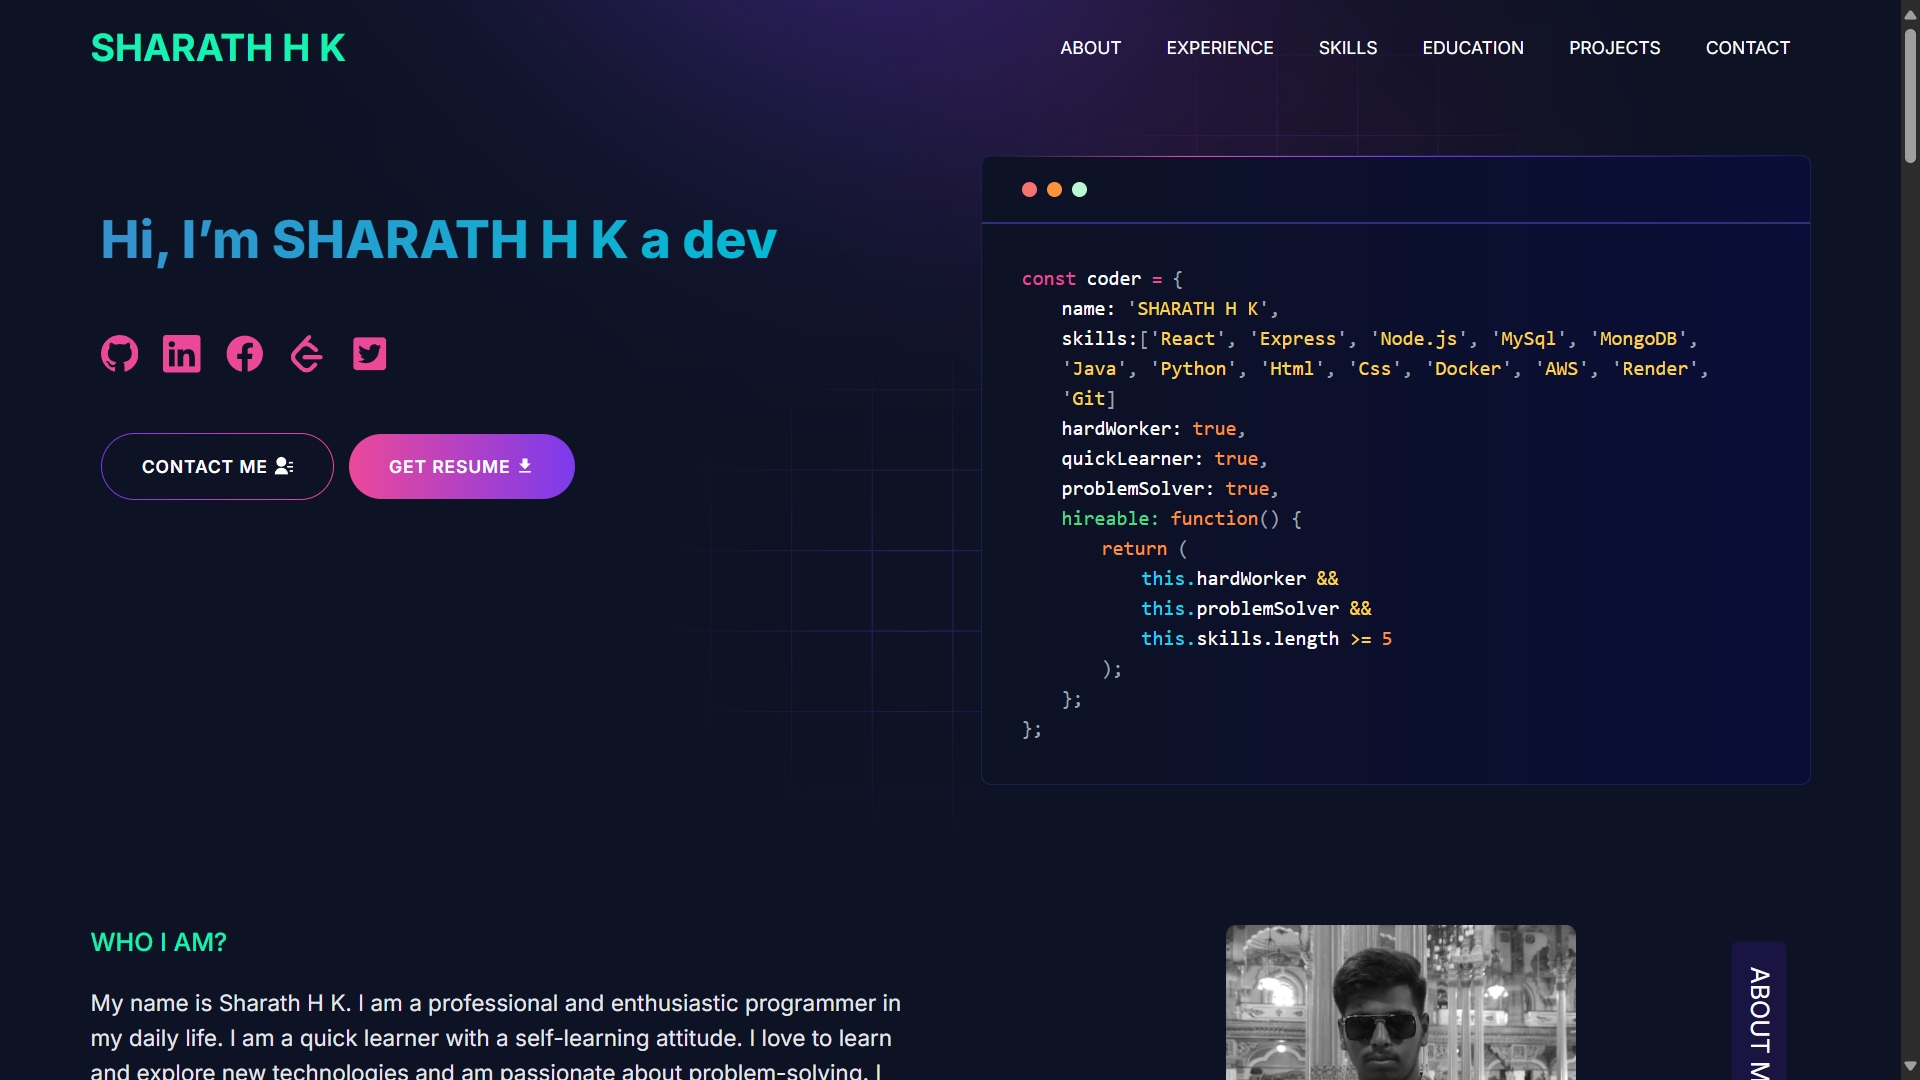 SHARATH H K
ABOUT EXPERIENCE SKILLS EDUCATION PROJECTS CONTACT
Hi, I’m SHARATH H K a dev
CONTACT ME
GET RESUME
const coder = {
name: 'SHARATH H K',
skills:['React', 'Express', 'Node.js', 'MySql', 'MongoDB',
'Java', 'Python', 'Html', 'Css', 'Docker', 'AWS', 'Render',
'Git]
hardWorker: true,
quickLearner: true,
problemSolver: true,
hireable: function() {
return (
this.hardWorker &&
this.problemSolver &&
this.skills.length >= 5
);
};
};
WHO I AM?
My name is Sharath H K. I am a professional and enthusiastic programmer in
my daily life. I am a quick learner with a self-learning attitude. I love to learn
and explore new technologies and am passionate about problem-solving. I
ABOUT M